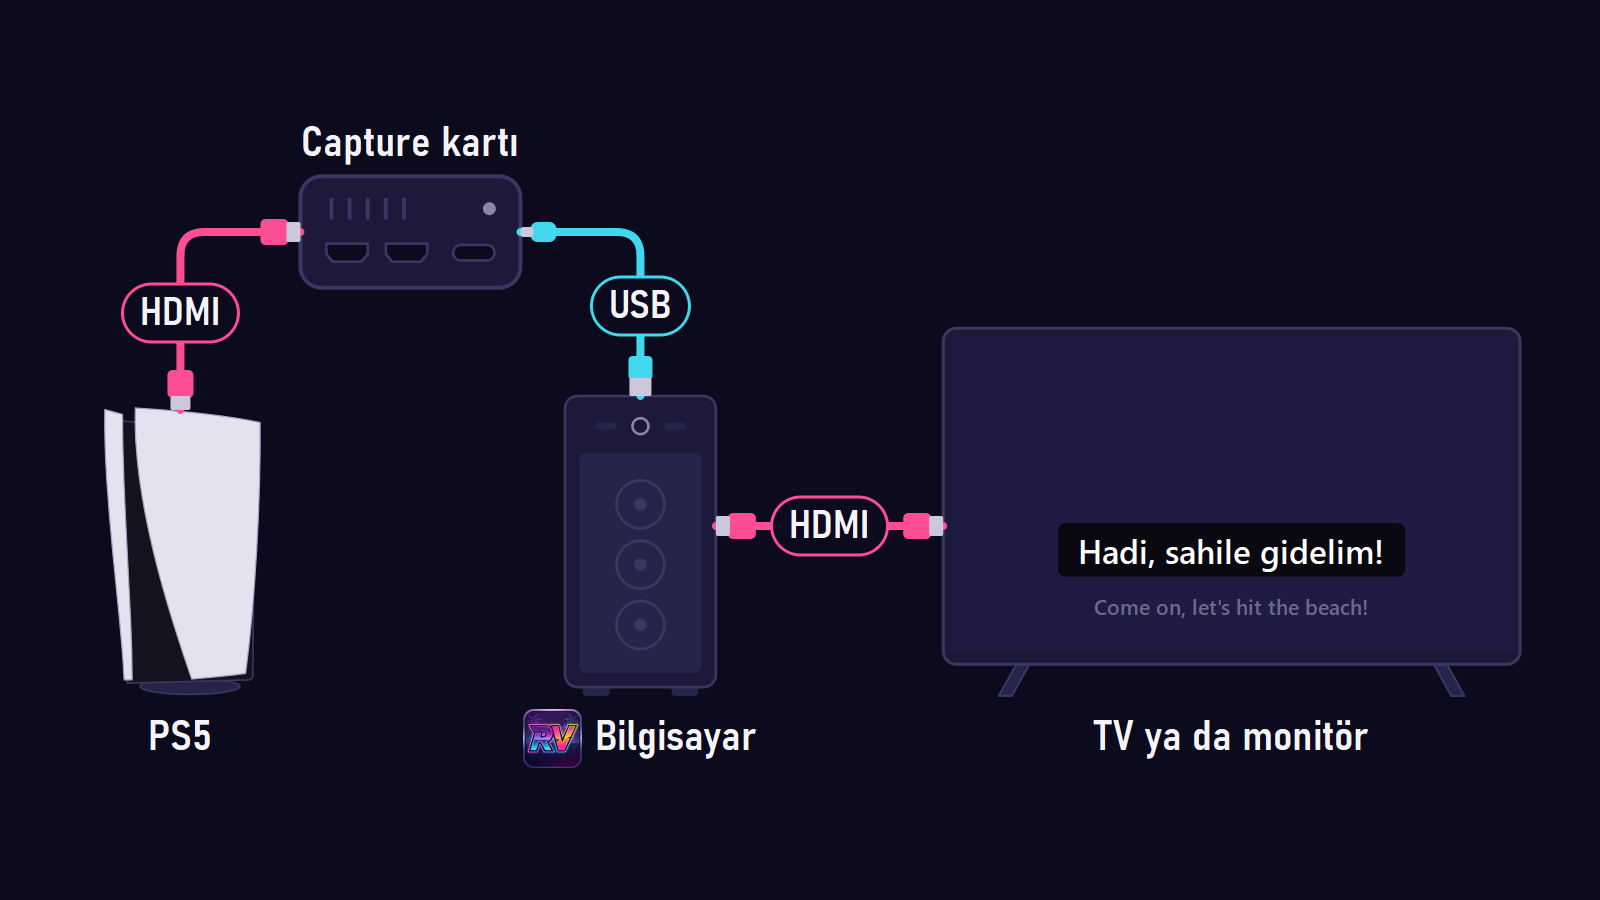 Capture kartı
HDMI
USB
HDMI
Hadi, sahile gidelim!
Come on, let's hit the beach!
PS5
RV
Bilgisayar
TV ya da monitör